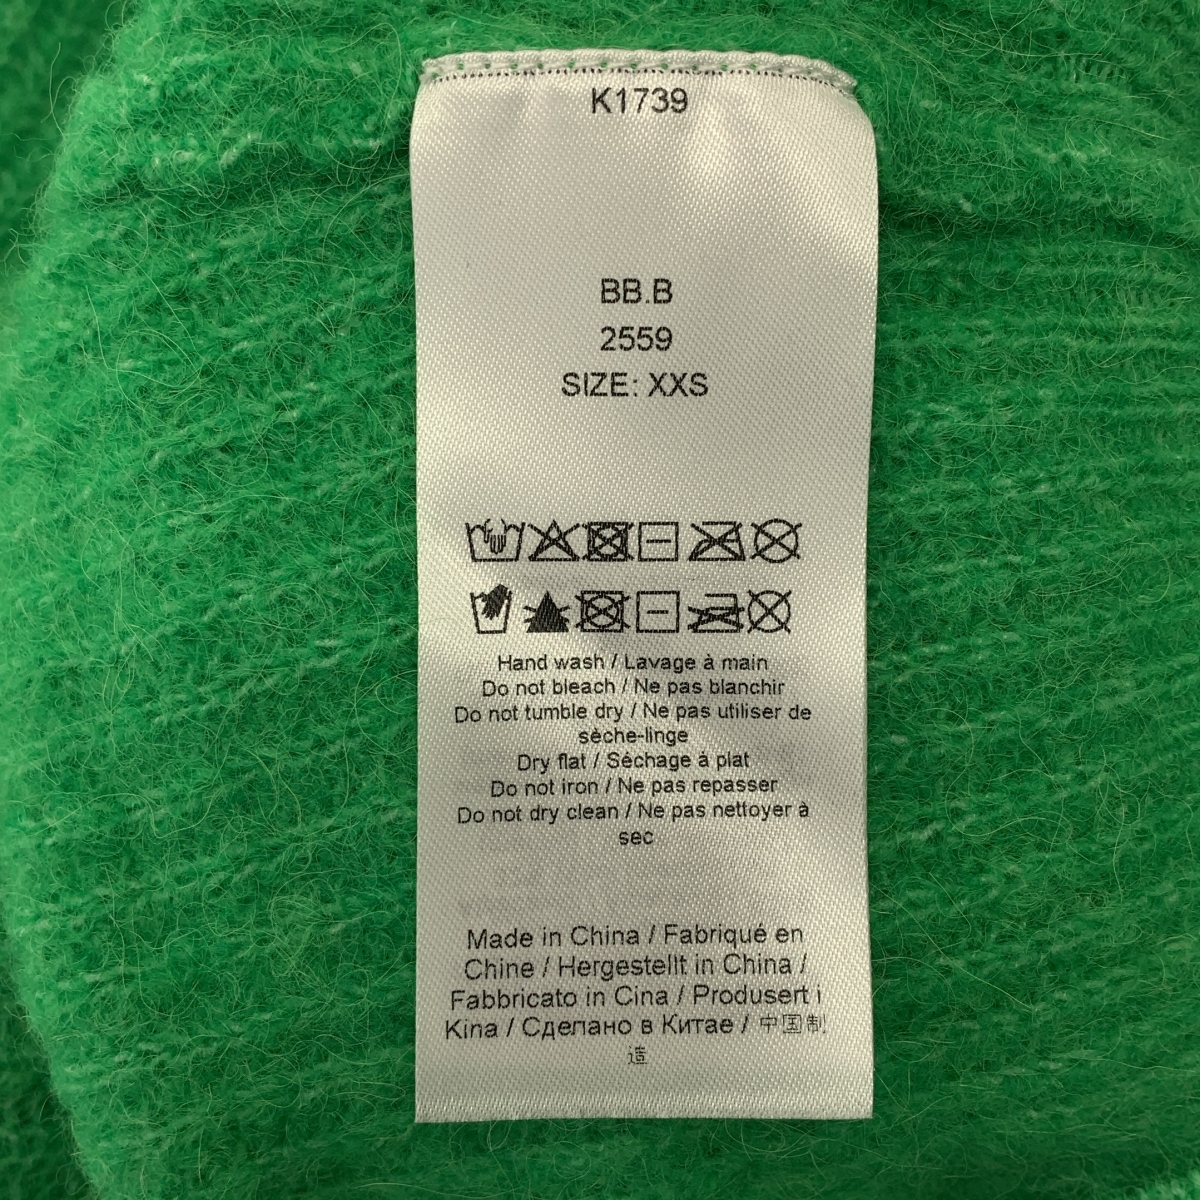 K1739
BB.B
2559
SIZE: XXS
Hand wash / Lavage à main
Do not bleach / Ne pas blanchir
Do not tumble dry / Ne pas utiliser de
sèche-linge
Dry flat / Séchage à plat
Do not iron / Ne pas repasser
Do not dry clean / Ne pas nettoyer à
sec
Made in China / Fabriqué en
Chine / Hergestellt in China /
Fabbricato in Cina / Produsert i
Kina / Сделано в Китае / 中国制
造